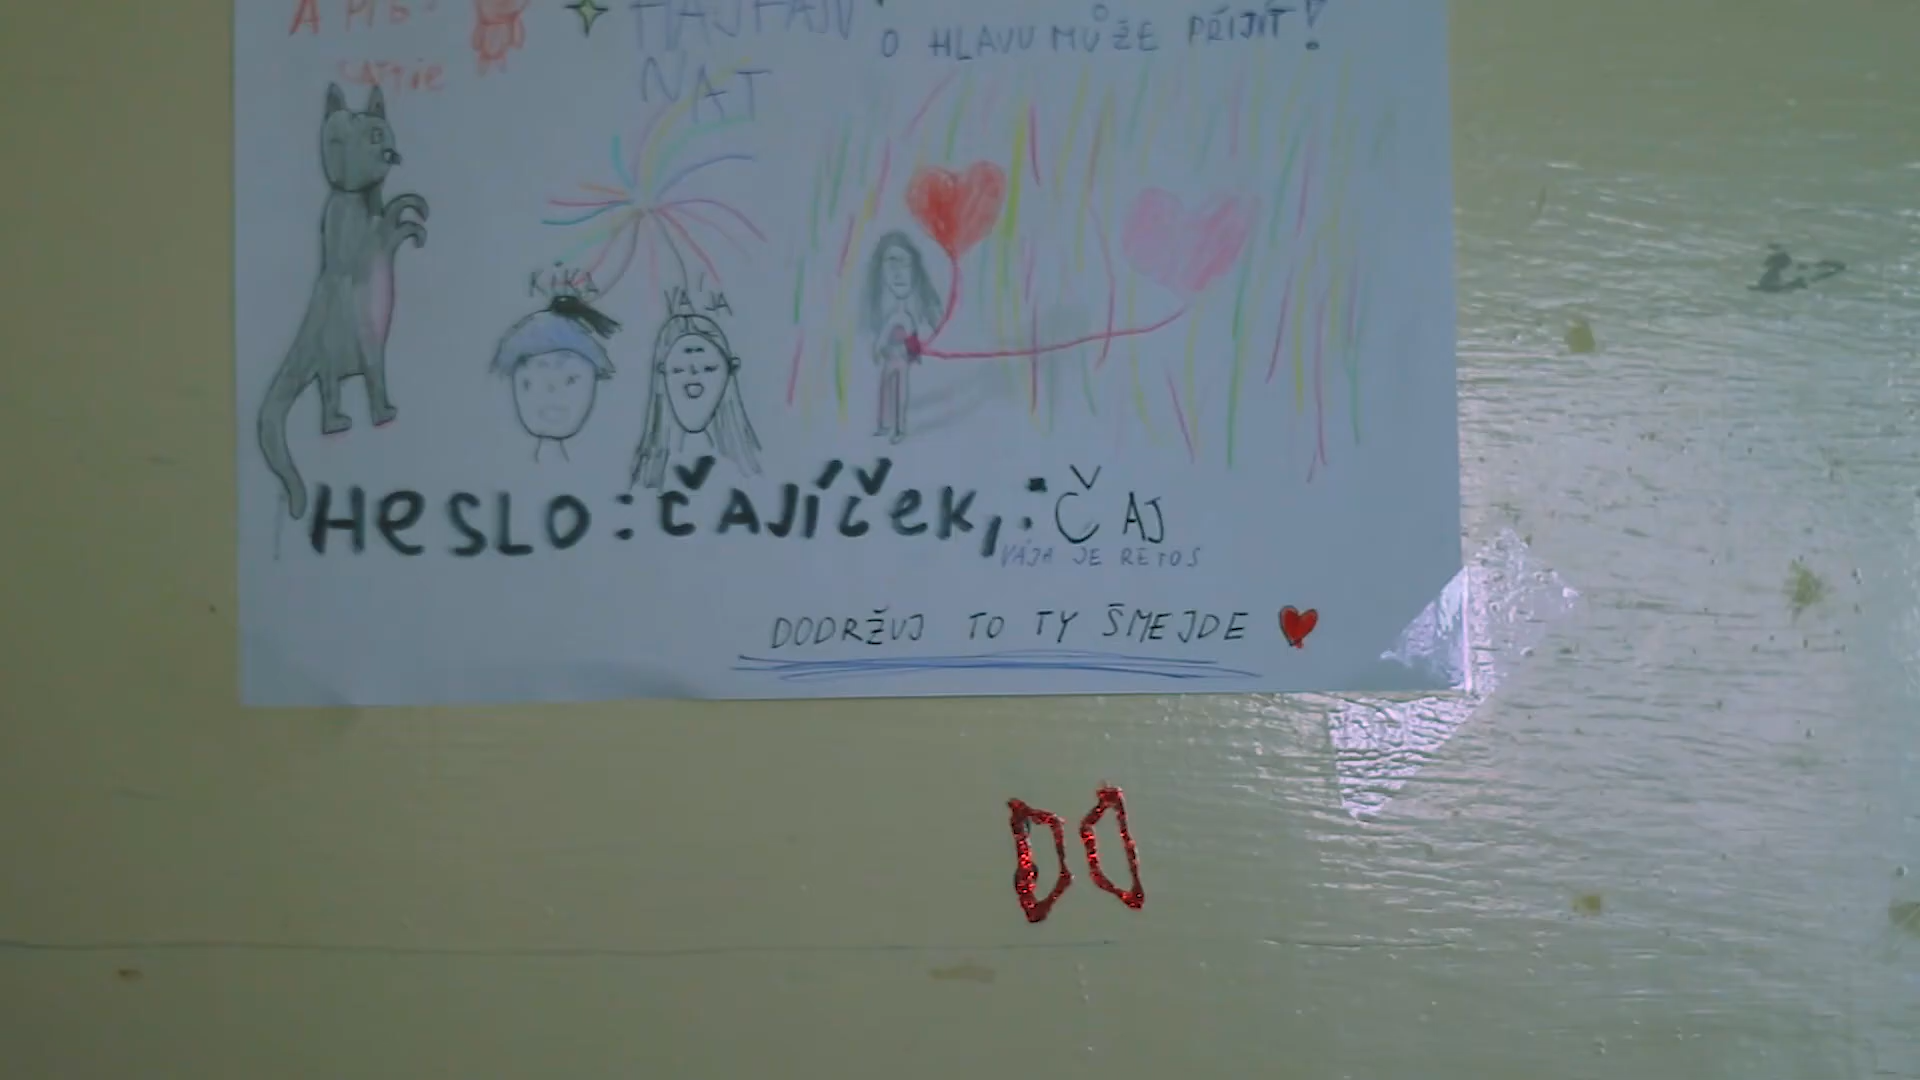 O HLAVU MŮŽE PŘIJÍT!
NAT
KiKA
VÁJA
HeSLO: ČAJíČeK, : ČAJ
VÁJA JE RETOS
DODRŽUJ TO TY ŠMEJDE